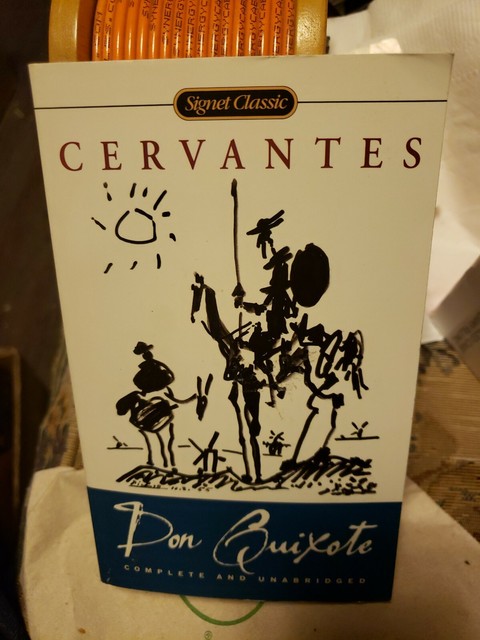 Signet Classic
CERVANTES
Don Quixote
COMPLETE AND UNABRIDGED